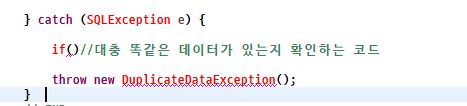 } catch (SQLException e) {
if()//대충 똑같은 데이터가 있는지 확인하는 코드
throw new DuplicateDataException();
}